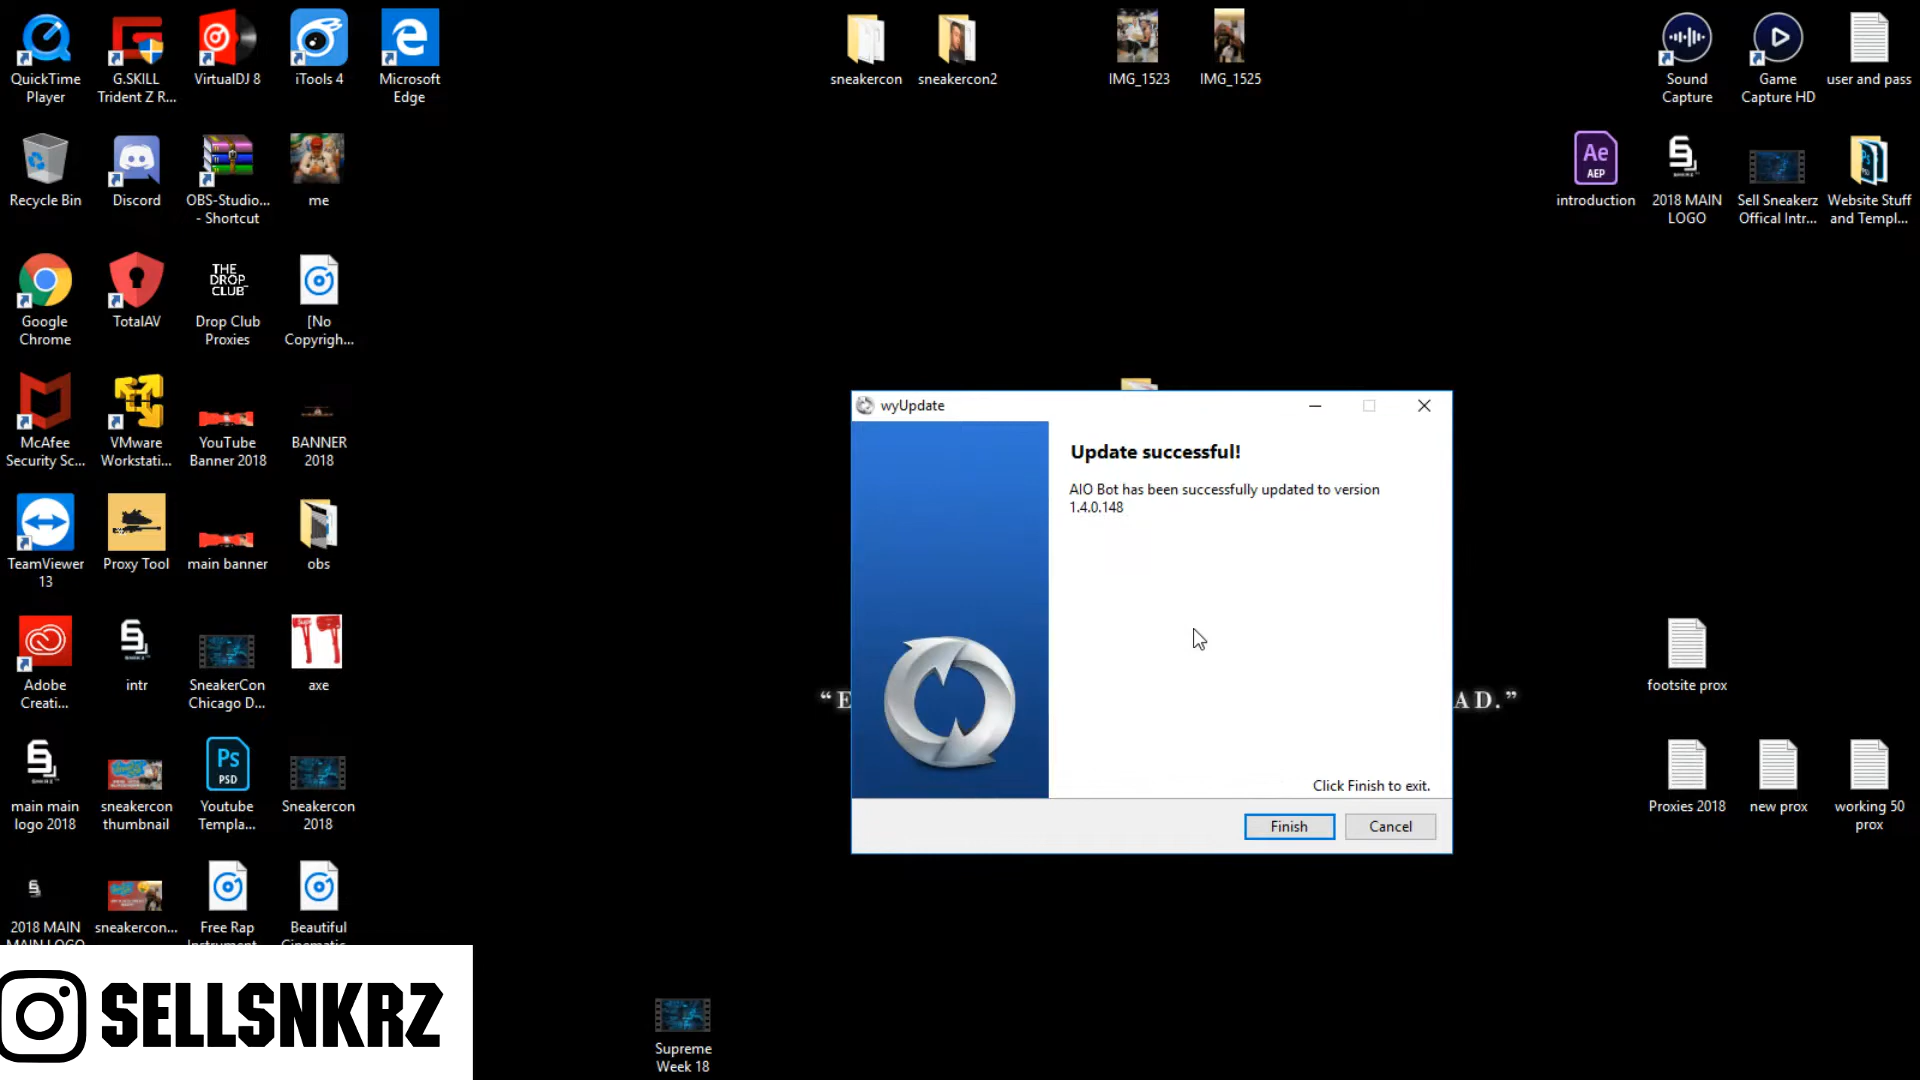 QuickTime
Player
G.SKILL
Trident Z R...
VirtualDJ 8
iTools 4
Microsoft
Edge
sneakercon
sneakercon2
IMG_1523
IMG_1525
Sound
Capture
Game
Capture HD
user and pass
Recycle Bin
Discord
OBS-Studio...
- Shortcut
me
Ae
AEP
introduction
2018 MAIN
LOGO
Sell Sneakerz
Offical Intr...
Website Stuff
and Templ...
Google
Chrome
TotalAV
THE
DROP
CLUB_
Drop Club
Proxies
[No
Copyrigh...
wyUpdate
Update successful!
AIO Bot has been successfully updated to version
1.4.0.148
Click Finish to exit.
Finish
Cancel
McAfee
Security Sc...
VMware
Workstati...
YouTube
Banner 2018
BANNER
2018
TeamViewer
13
Proxy Tool
main banner
obs
Adobe
Creati...
intr
SneakerCon
Chicago D...
axe
footsite prox
“E
AD.”
main main
logo 2018
sneakercon
thumbnail
Ps
PSD
Youtube
Templa...
Sneakercon
2018
Proxies 2018
new prox
working 50
prox
2018 MAIN
MAIN LOGO
sneakercon...
Free Rap
Instrument...
Beautiful
Cinematic...
SELLSNKRZ
Supreme
Week 18